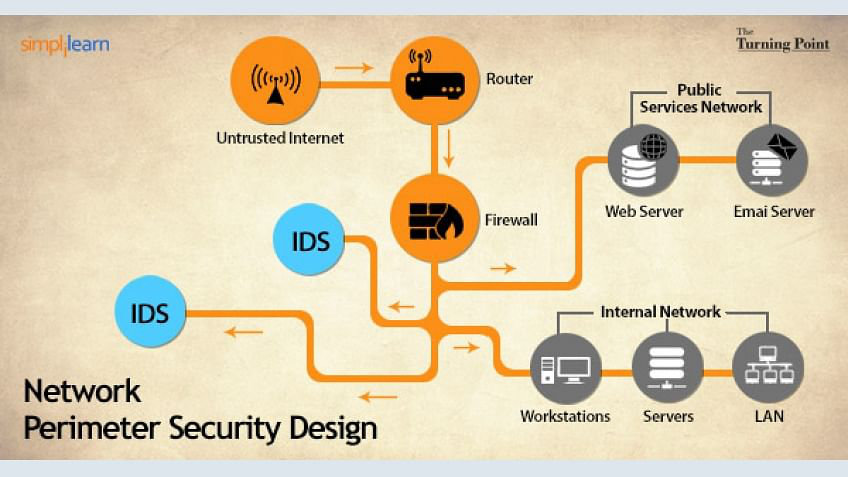 simplilearn
The
Turning Point
Router
Untrusted Internet
Public
Services Network
Web Server
Emai Server
Firewall
IDS
IDS
Internal Network
Workstations
Servers
LAN
Network
Perimeter Security Design